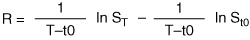 R = 1/(T–t0) ln S_T – 1/(T–t0) ln S_t0